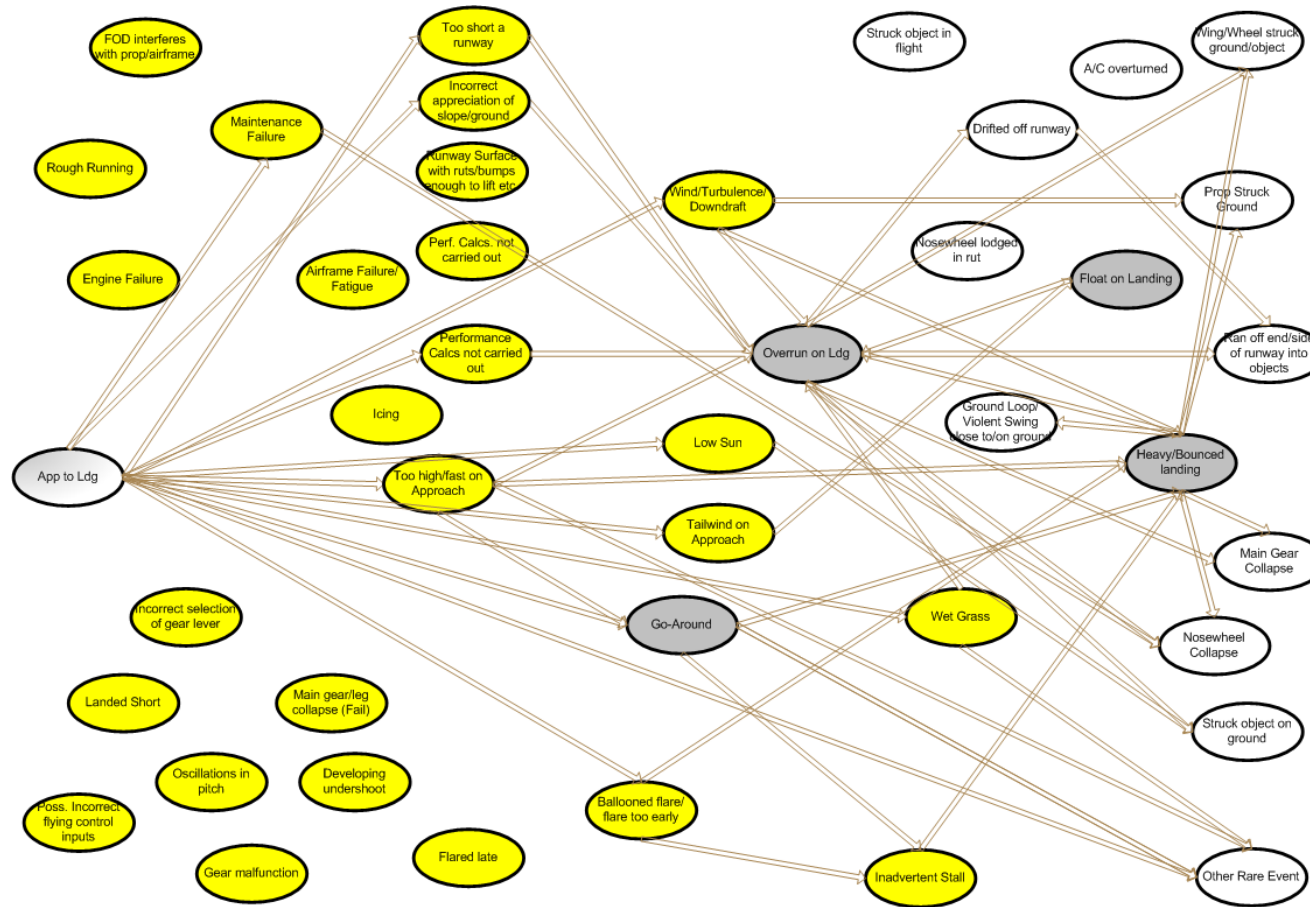 FOD interferes
with prop/airframe
Too short a
runway
Struck object in
flight
Wing/Wheel struck
ground/object
A/C overturned
Incorrect
appreciation of
slope/ground
Maintenance
Failure
Drifted off runway
Rough Running
Runway Surface
with ruts/bumps
enough to lift etc
Wind/Turbulence/
Downdraft
Prop Struck
Ground
Perf. Calcs. not
carried out
Nosewheel lodged
in rut
Engine Failure
Airframe Failure/
Fatigue
Float on Landing
Performance
Calcs not carried
out
Overrun on Ldg
Ran off end/side
of runway into
objects
Icing
Ground Loop/
Violent Swing
close to/on ground
Low Sun
App to Ldg
Too high/fast on
Approach
Heavy/Bounced
landing
Tailwind on
Approach
Main Gear
Collapse
Incorrect selection
of gear lever
Go-Around
Wet Grass
Nosewheel
Collapse
Landed Short
Main gear/leg
collapse (Fail)
Struck object on
ground
Oscillations in
pitch
Developing
undershoot
Ballooned flare/
flare too early
Poss. Incorrect
flying control
inputs
Flared late
Gear malfunction
Inadvertent Stall
Other Rare Event